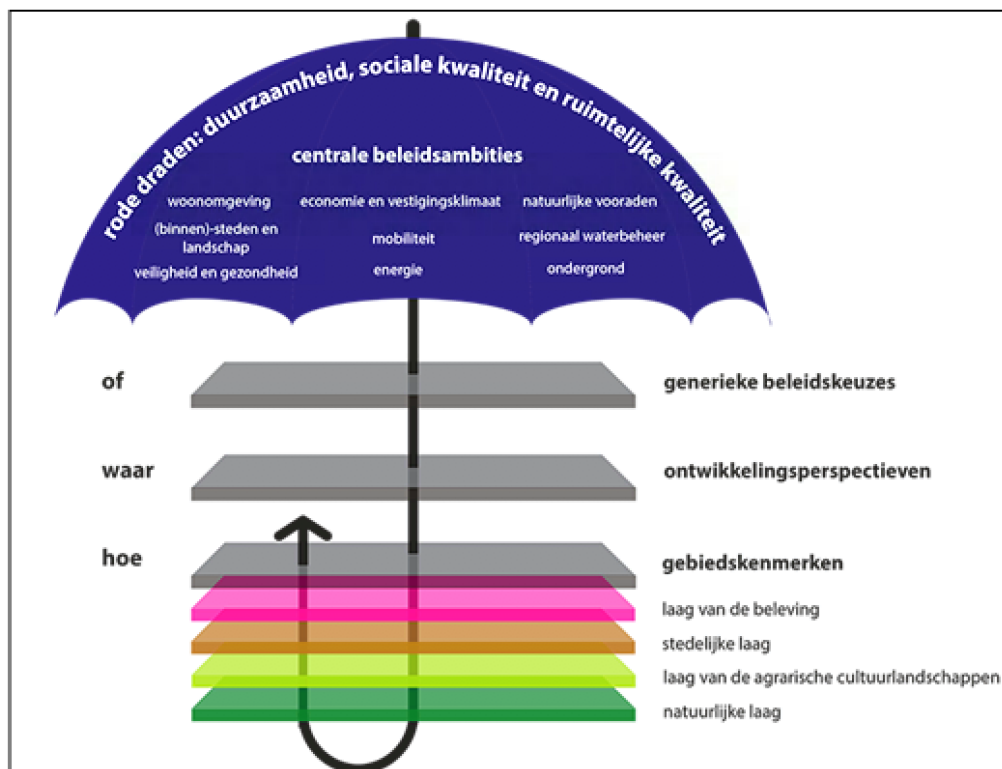 rode draden: duurzaamheid, sociale kwaliteit en ruimtelijke kwaliteit
centrale beleidsambities
woonomgeving
(binnen)-steden en
landschap
veiligheid en gezondheid
economie en vestigingsklimaat
mobiliteit
energie
natuurlijke vooraden
regionaal waterbeheer
ondergrond
of
generieke beleidskeuzes
waar
ontwikkelingsperspectieven
hoe
gebiedskenmerken
laag van de beleving
stedelijke laag
laag van de agrarische cultuurlandschappen
natuurlijke laag